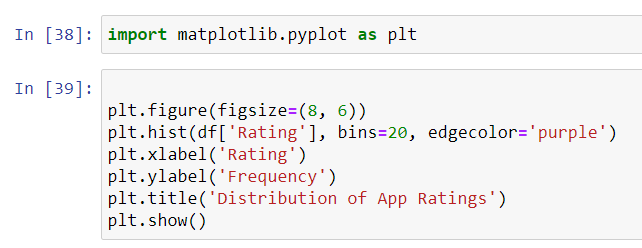 In [38]: import matplotlib.pyplot as plt
In [39]:
plt.figure(figsize=(8, 6))
plt.hist(df['Rating'], bins=20, edgecolor='purple')
plt.xlabel('Rating')
plt.ylabel('Frequency')
plt.title('Distribution of App Ratings')
plt.show()